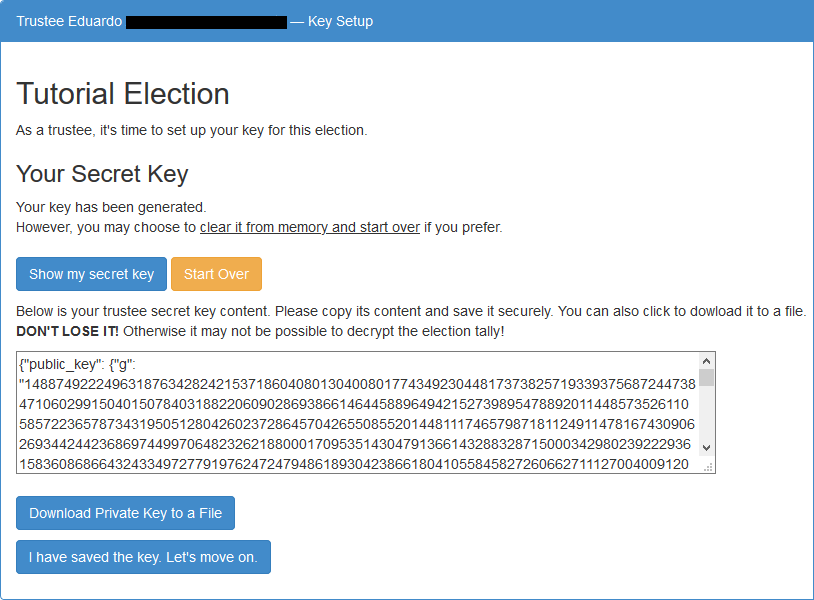 Trustee Eduardo — Key Setup
Tutorial Election
As a trustee, it's time to set up your key for this election.
Your Secret Key
Your key has been generated.
However, you may choose to clear it from memory and start over if you prefer.
Show my secret key Start Over
Below is your trustee secret key content. Please copy its content and save it securely. You can also click to dowload it to a file.
DON'T LOSE IT! Otherwise it may not be possible to decrypt the election tally!
{"public_key": {"g":
"148874922249631876342824215371860408013040080177434923044817373825719339375687244738
471060299150401507840318822060902869386614644588964942152739895478892011448573526110
585722365787343195051280426023728645704265508552014481111746579871811249114781674309062
69344244236869744997064823262188000170953514304791366143288328715000342980239222936
158360868664324334972779197624724794861893042386618041055845827260662711127004009120
Download Private Key to a File
I have saved the key. Let's move on.